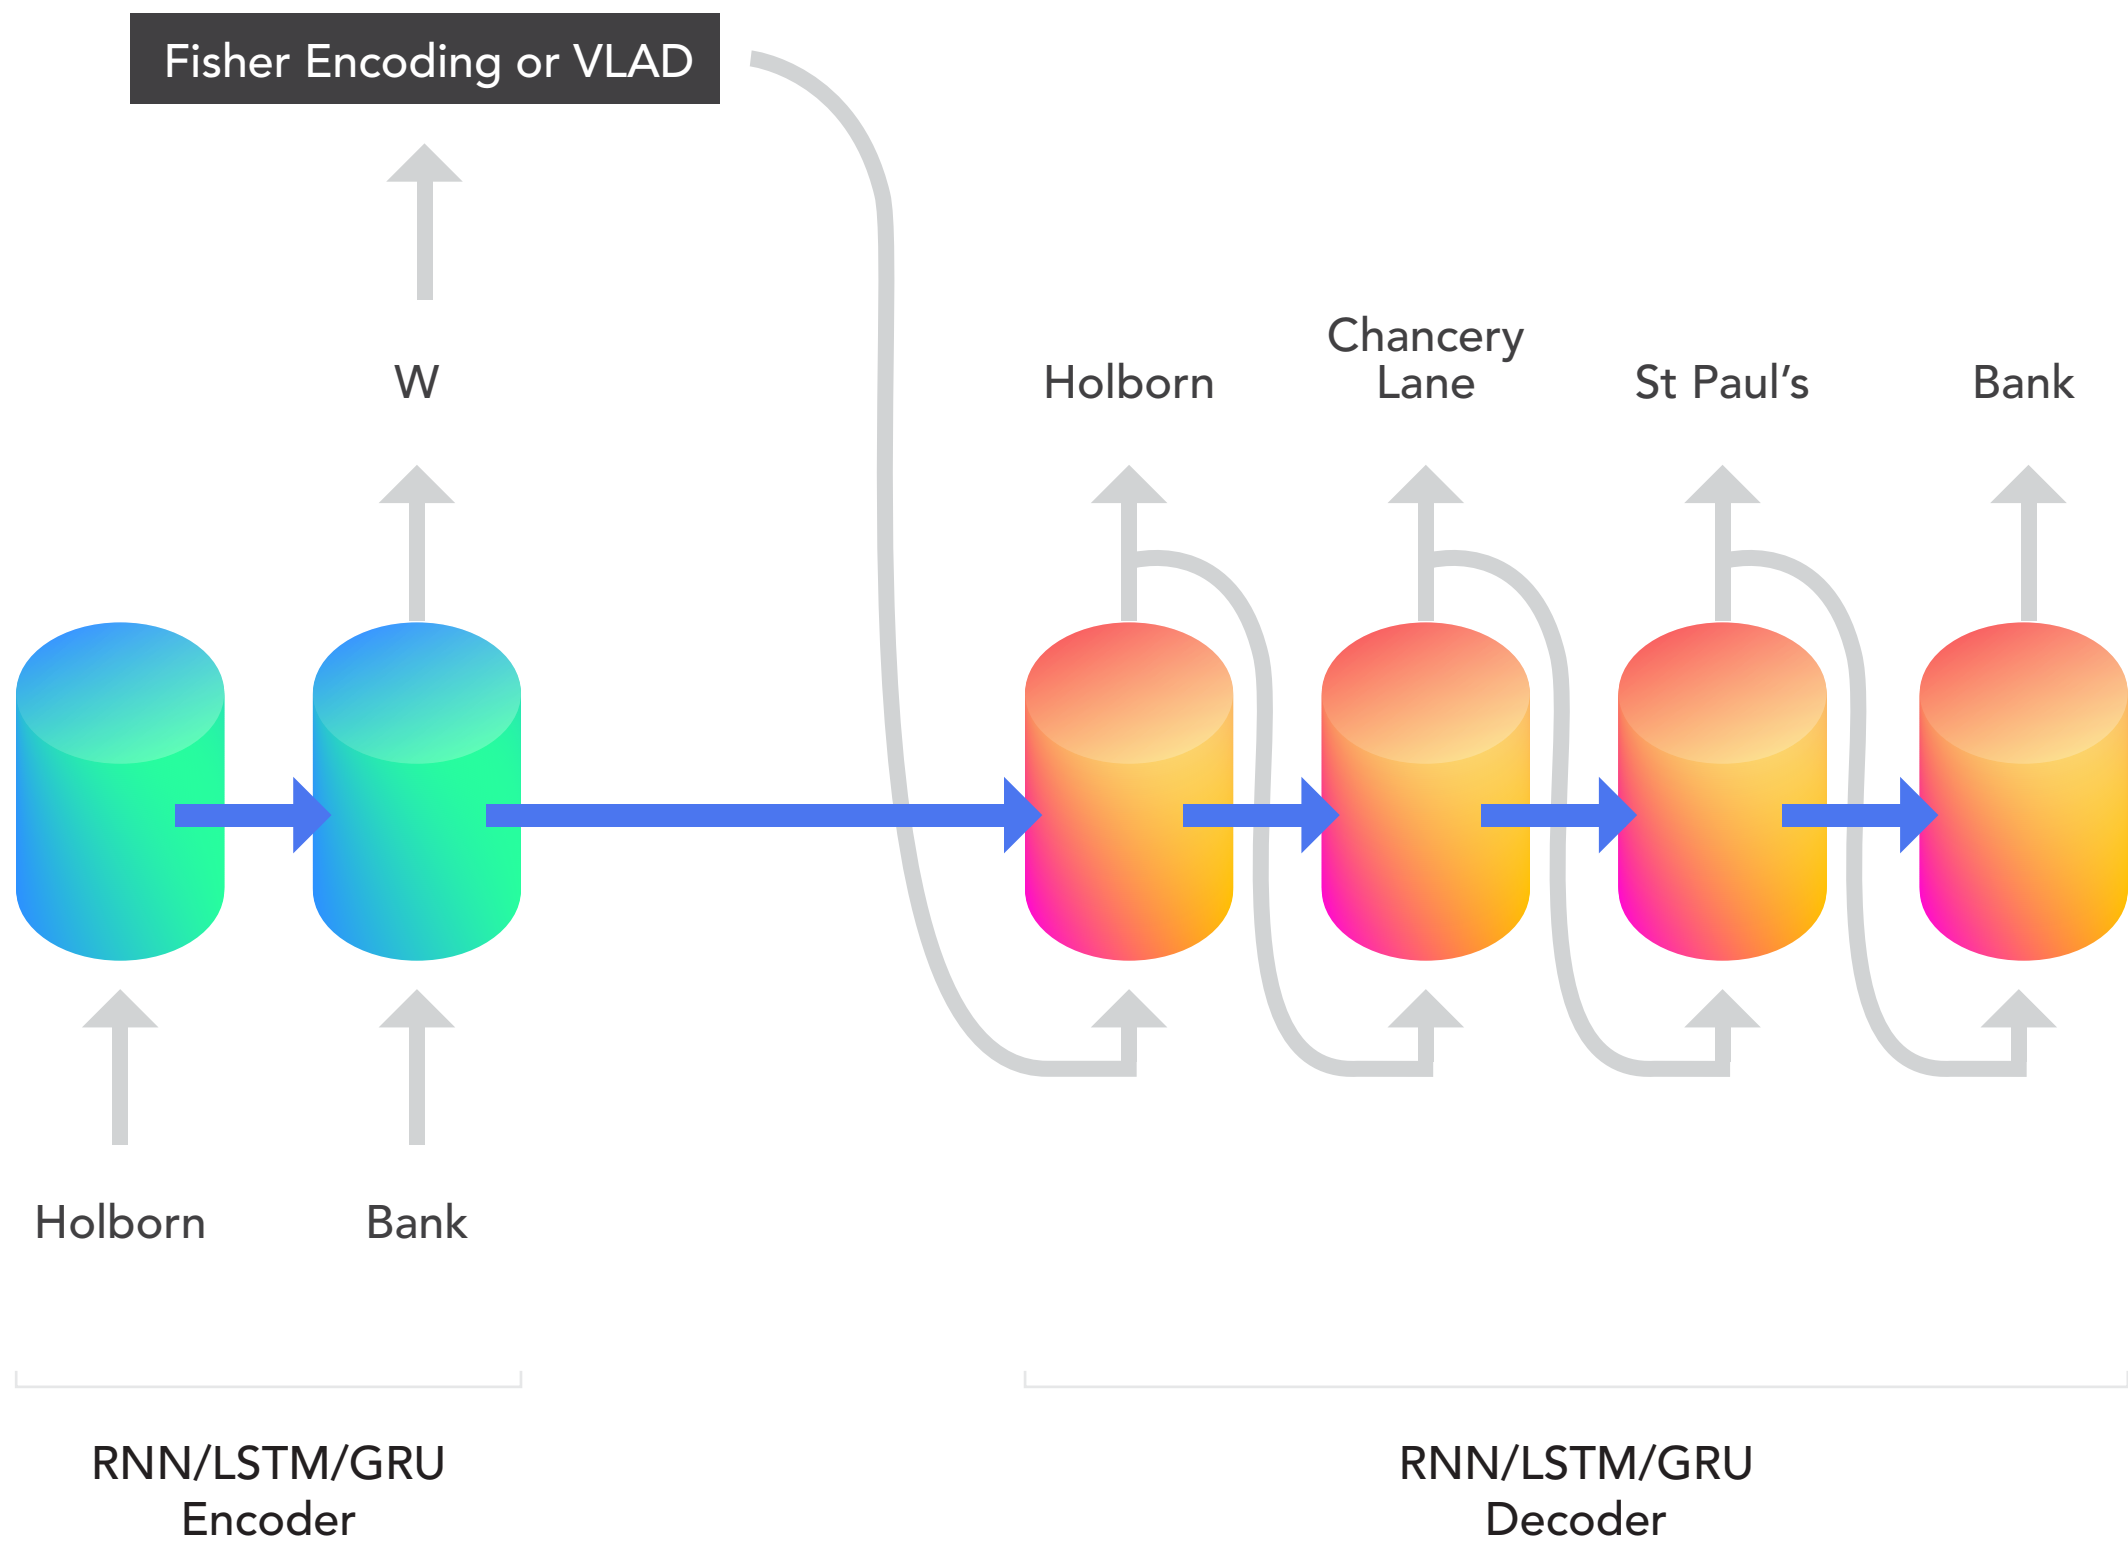 Fisher Encoding or VLAD
W
Holborn
Chancery
Lane
St Paul’s
Bank
Holborn
Bank
RNN/LSTM/GRU
Encoder
RNN/LSTM/GRU
Decoder